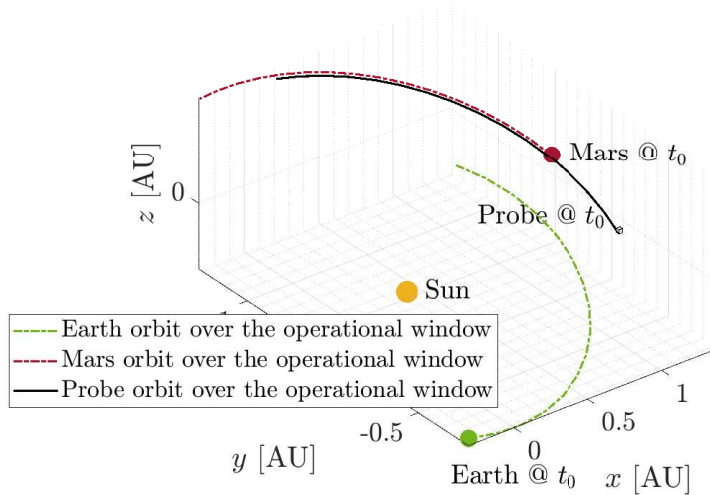 Mars @ t₀
z [AU]
0
Probe @ t₀
Sun
Earth orbit over the operational window
Mars orbit over the operational window
Probe orbit over the operational window
1
0.5
-0.5
0
y [AU]
Earth @ t₀
x [AU]